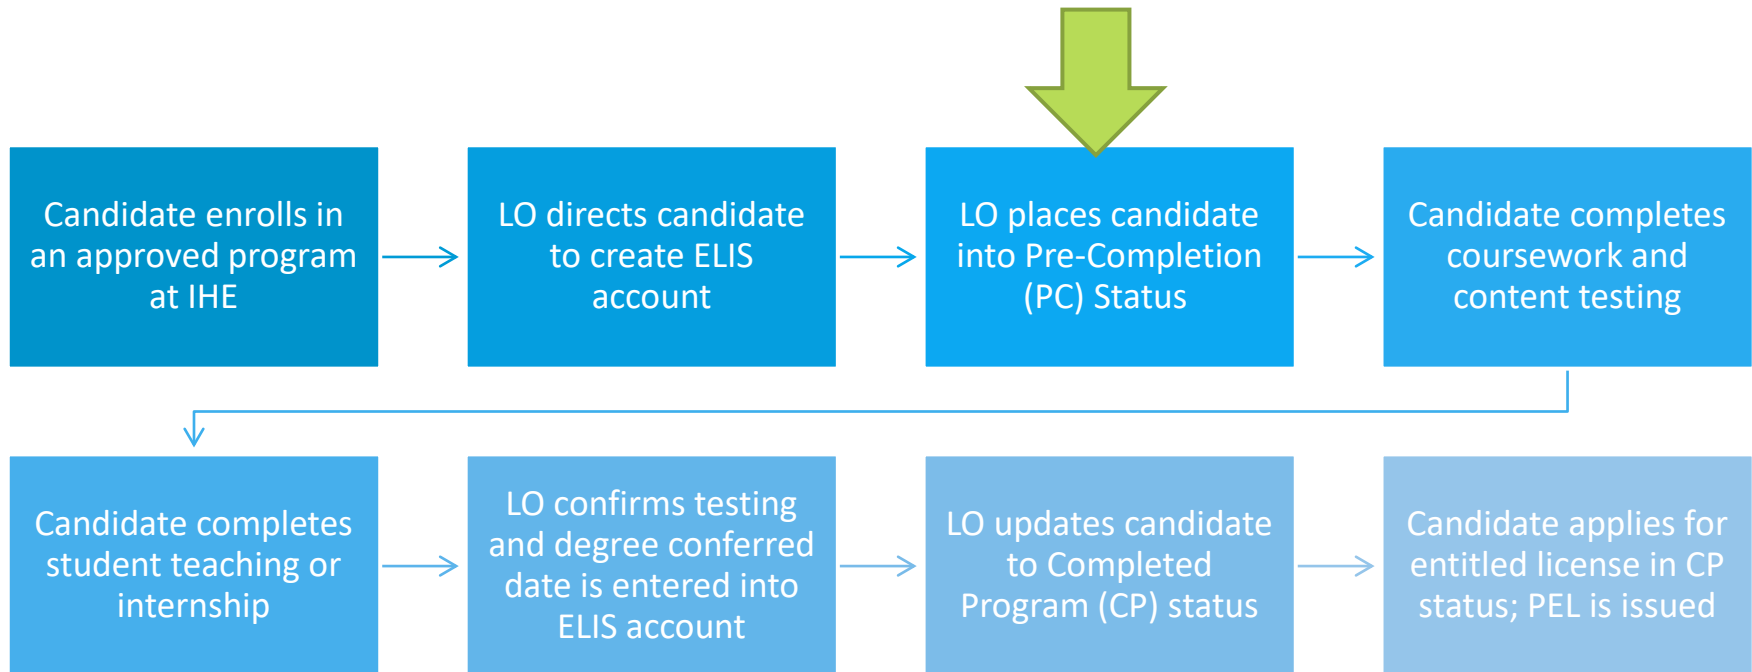 Candidate enrolls in
an approved program
at IHE
LO directs candidate
to create ELIS
account
LO places candidate
into Pre-Completion
(PC) Status
Candidate completes
coursework and
content testing
Candidate completes
student teaching or
internship
LO confirms testing
and degree conferred
date is entered into
ELIS account
LO updates candidate
to Completed
Program (CP) status
Candidate applies for
entitled license in CP
status; PEL is issued